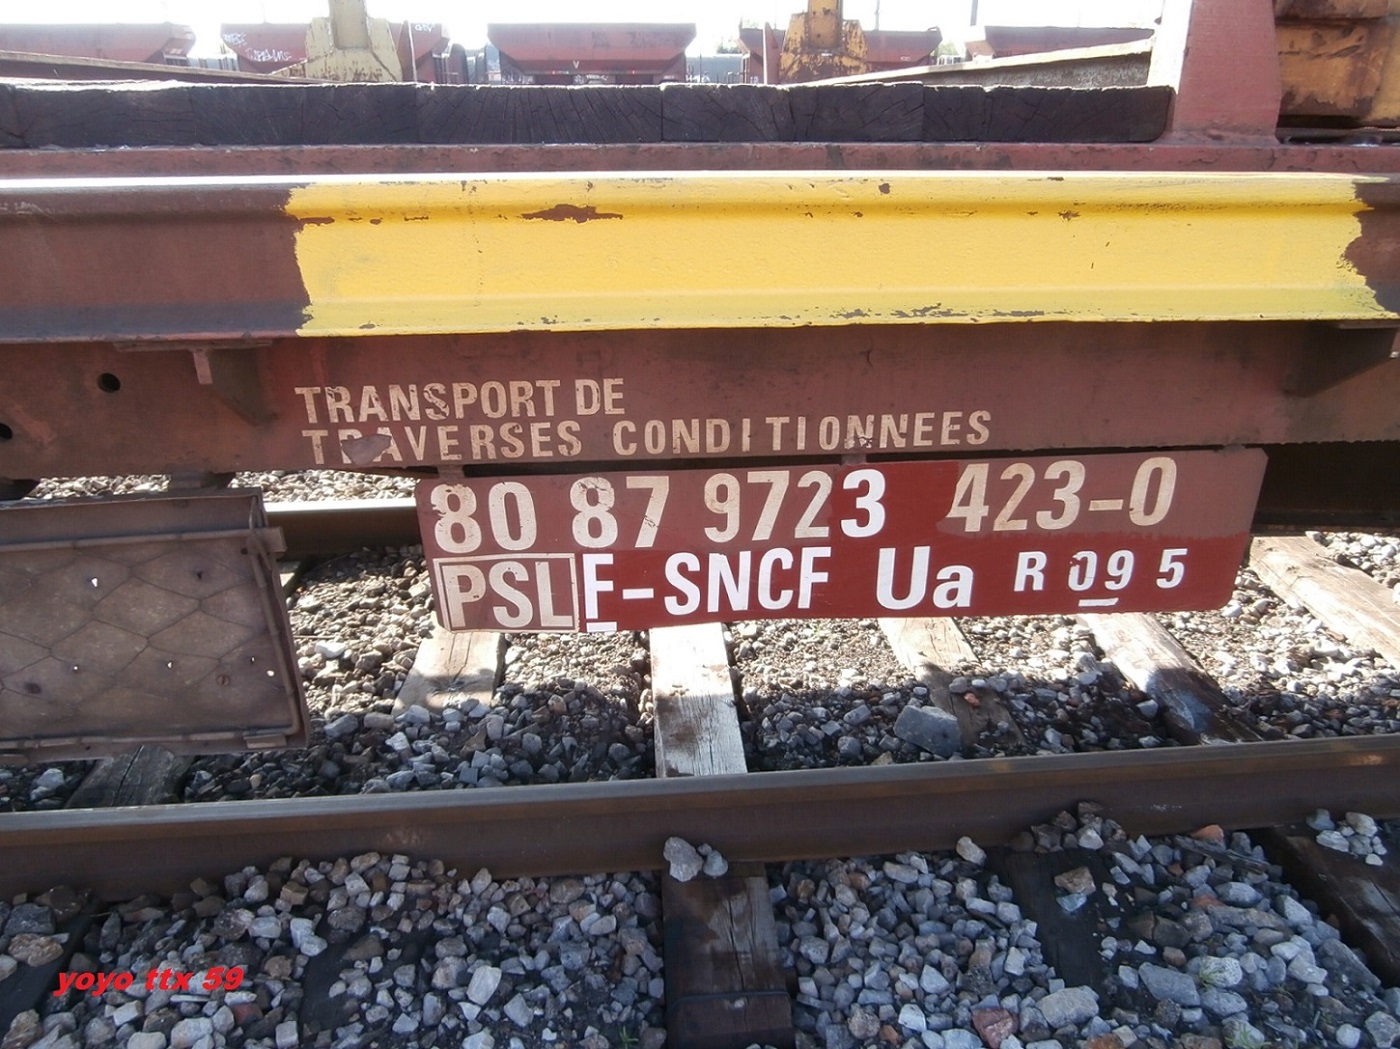 TRANSPORT DE
TRAVERSES CONDITIONNEES
80 87 9723 423-0
PSL F-SNCF Ua R 09 5
yoyo ttx 59